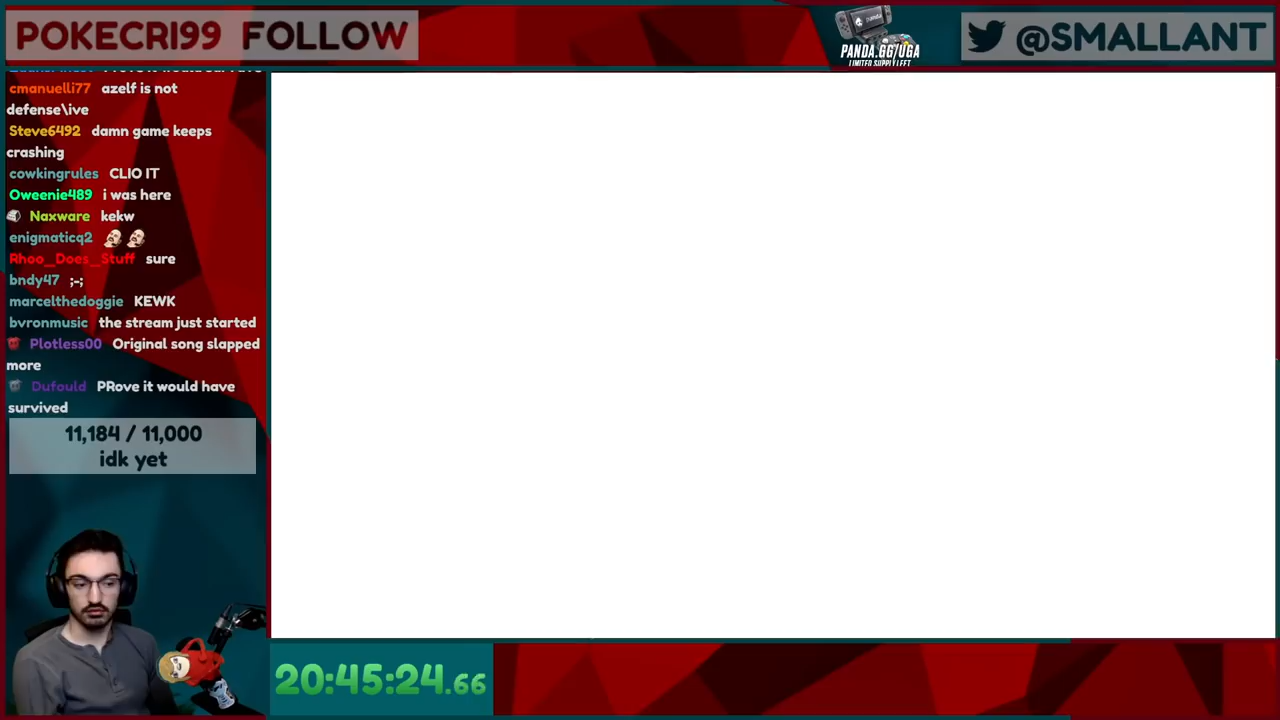 POKECRI99 FOLLOW
PANDA.GG/UGA
LIMITED SUPPLY LEFT
@SMALLANT
cmanuelli77 azelf is not
defense\ive
Steve6492 damn game keeps
crashing
cowkingrules CLIO IT
Oweenie489 i was here
Naxware kekw
enigmaticq2
Rhoo_Does_Stuff sure
bndy47 ;-;
marcelthedoggie KEWK
bvronmusic the stream just started
Plotless00 Original song slapped
more
Dufould PRove it would have
survived
11,184 / 11,000
idk yet
20:45:24.66